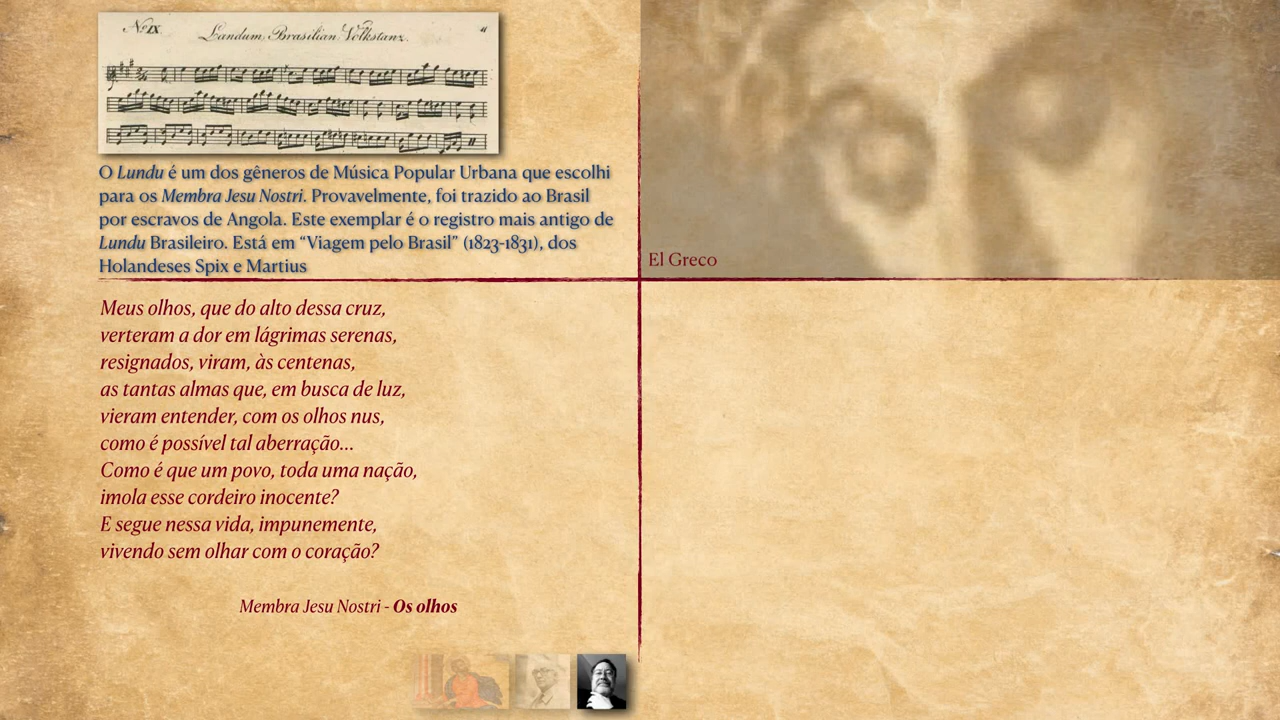 Nº IX.
Landum, Brasilian Volkstanz.
O Lundu é um dos gêneros de Música Popular Urbana que escolhi
para os Membra Jesu Nostri. Provavelmente, foi trazido ao Brasil
por escravos de Angola. Este exemplar é o registro mais antigo de
Lundu Brasileiro. Está em “Viagem pelo Brasil” (1823-1831), dos
Holandeses Spix e Martius
El Greco
Meus olhos, que do alto dessa cruz,
verteram a dor em lágrimas serenas,
resignados, viram, às centenas,
as tantas almas que, em busca de luz,
vieram entender, com os olhos nus,
como é possível tal aberração...
Como é que um povo, toda uma nação,
imola esse cordeiro inocente?
E segue nessa vida, impunemente,
vivendo sem olhar com o coração?
Membra Jesu Nostri - Os olhos